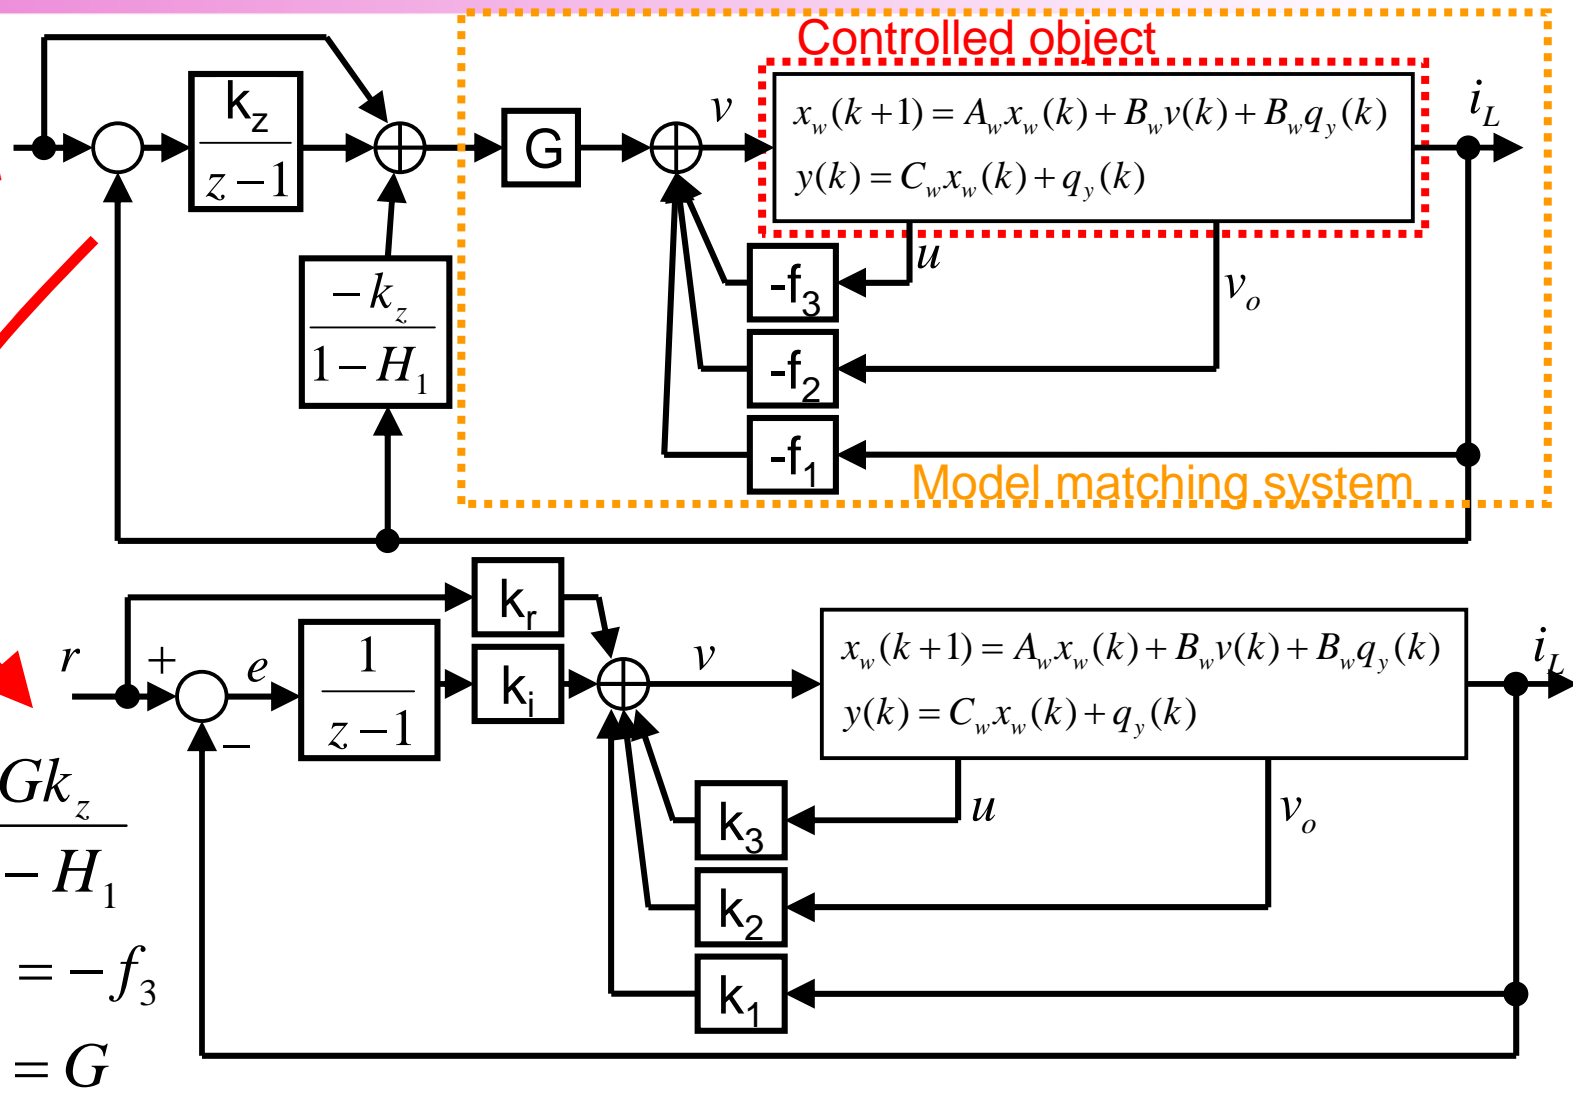 Controlled object
k_z / (z−1)
G
v
x_w(k+1) = A_w x_w(k) + B_w v(k) + B_w q_y(k)
y(k) = C_w x_w(k) + q_y(k)
i_L
−k_z / (1−H_1)
-f_3
u
v_o
-f_2
-f_1
Model matching system
k_r
r
+
e
1 / (z−1)
k_i
v
x_w(k+1) = A_w x_w(k) + B_w v(k) + B_w q_y(k)
y(k) = C_w x_w(k) + q_y(k)
i_L
−
Gk_z / − H_1
k_3
u
v_o
k_2
= −f_3
k_1
= G